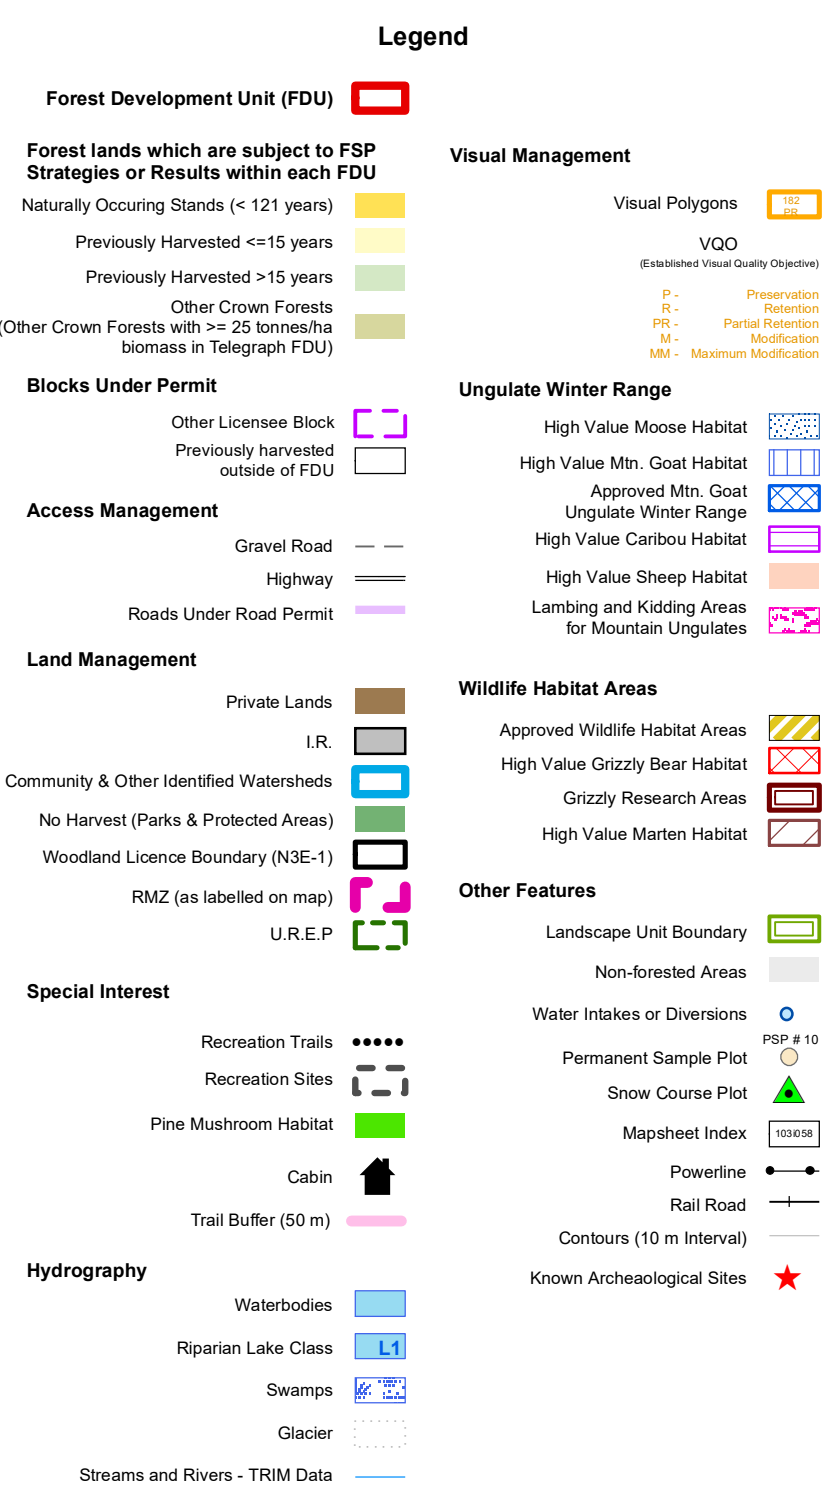 Legend
Forest Development Unit (FDU)
Forest lands which are subject to FSP
Strategies or Results within each FDU
Naturally Occuring Stands (< 121 years)
Previously Harvested <=15 years
Previously Harvested >15 years
Other Crown Forests
(Other Crown Forests with >= 25 tonnes/ha
biomass in Telegraph FDU)
Blocks Under Permit
Other Licensee Block
Previously harvested
outside of FDU
Access Management
Gravel Road
Highway
Roads Under Road Permit
Land Management
Private Lands
I.R.
Community & Other Identified Watersheds
No Harvest (Parks & Protected Areas)
Woodland Licence Boundary (N3E-1)
RMZ (as labelled on map)
U.R.E.P
Special Interest
Recreation Trails
Recreation Sites
Pine Mushroom Habitat
Cabin
Trail Buffer (50 m)
Hydrography
Waterbodies
Riparian Lake Class
L1
Swamps
Glacier
Streams and Rivers - TRIM Data
Visual Management
Visual Polygons
182
PR
VQO
(Established Visual Quality Objective)
P - Preservation
R - Retention
PR - Partial Retention
M - Modification
MM - Maximum Modification
Ungulate Winter Range
High Value Moose Habitat
High Value Mtn. Goat Habitat
Approved Mtn. Goat
Ungulate Winter Range
High Value Caribou Habitat
High Value Sheep Habitat
Lambing and Kidding Areas
for Mountain Ungulates
Wildlife Habitat Areas
Approved Wildlife Habitat Areas
High Value Grizzly Bear Habitat
Grizzly Research Areas
High Value Marten Habitat
Other Features
Landscape Unit Boundary
Non-forested Areas
Water Intakes or Diversions
PSP # 10
Permanent Sample Plot
Snow Course Plot
Mapsheet Index
103I058
Powerline
Rail Road
Contours (10 m Interval)
Known Archeaological Sites